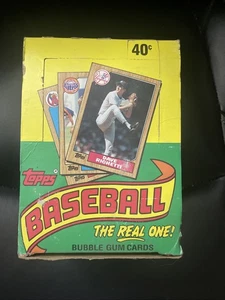 40¢
DAVE RIGHETTI
topps
BASEBALL
THE REAL ONE!
BUBBLE GUM CARDS